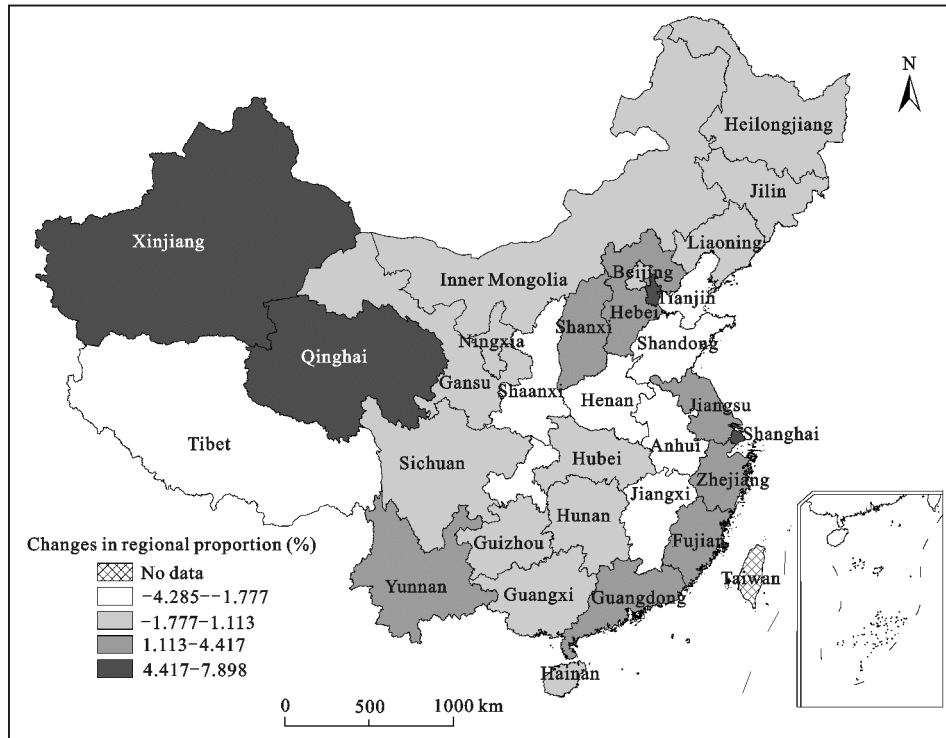 N
Heilongjiang
Jilin
Liaoning
Xinjiang
Inner Mongolia
Beijing
Tianjin
Hebei
Shanxi
Ningxia
Shandong
Qinghai
Gansu
Shaanxi
Henan
Jiangsu
Tibet
Shanghai
Anhui
Sichuan
Hubei
Zhejiang
Jiangxi
Hunan
Guizhou
Fujian
Yunnan
Taiwan
Guangxi
Guangdong
Hainan
Changes in regional proportion (%)
No data
−4.285−−1.777
−1.777−1.113
1.113−4.417
4.417−7.898
0 500 1000 km